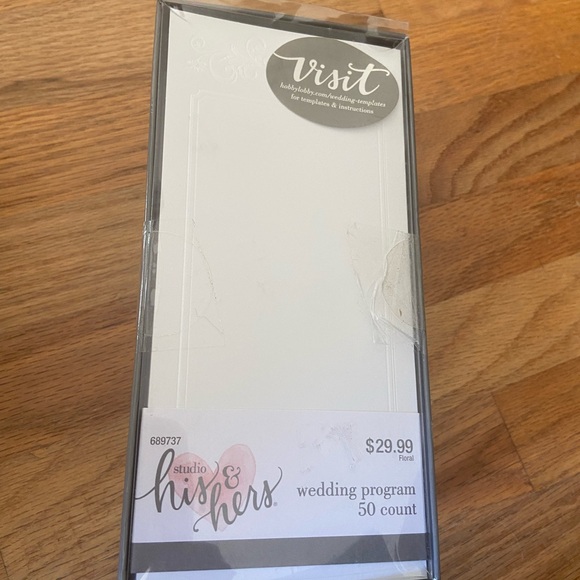 Visit
hobbylobby.com/wedding-templates
for templates & instructions
689737
$29.99
Floral
studio
his & hers®
wedding program
50 count